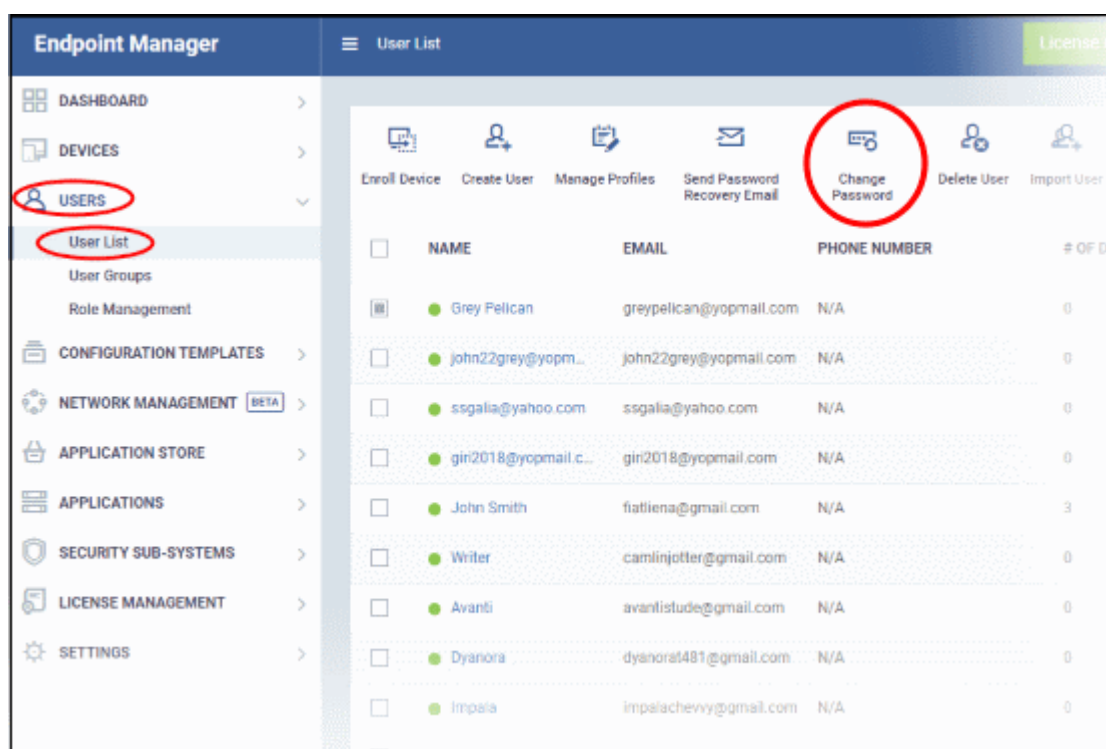 Endpoint Manager
User List
License
DASHBOARD
DEVICES
USERS
User List
User Groups
Role Management
CONFIGURATION TEMPLATES
NETWORK MANAGEMENT BETA
APPLICATION STORE
APPLICATIONS
SECURITY SUB-SYSTEMS
LICENSE MANAGEMENT
SETTINGS
Enroll Device
Create User
Manage Profiles
Send Password
Recovery Email
Change
Password
Delete User
Import User
NAME EMAIL PHONE NUMBER # OF D
Grey Pelican greypelican@yopmail.com N/A 0
john22grey@yopm... john22grey@yopmail.com N/A 0
ssgalia@yahoo.com ssgalia@yahoo.com N/A 0
giri2018@yopmail.c... giri2018@yopmail.com N/A 0
John Smith fiatliena@gmail.com N/A 3
Writer camlinjotter@gmail.com N/A 0
Avanti avantistude@gmail.com N/A 0
Dyanora dyanorat481@gmail.com N/A 0
Impala impalachevvy@gmail.com N/A 0